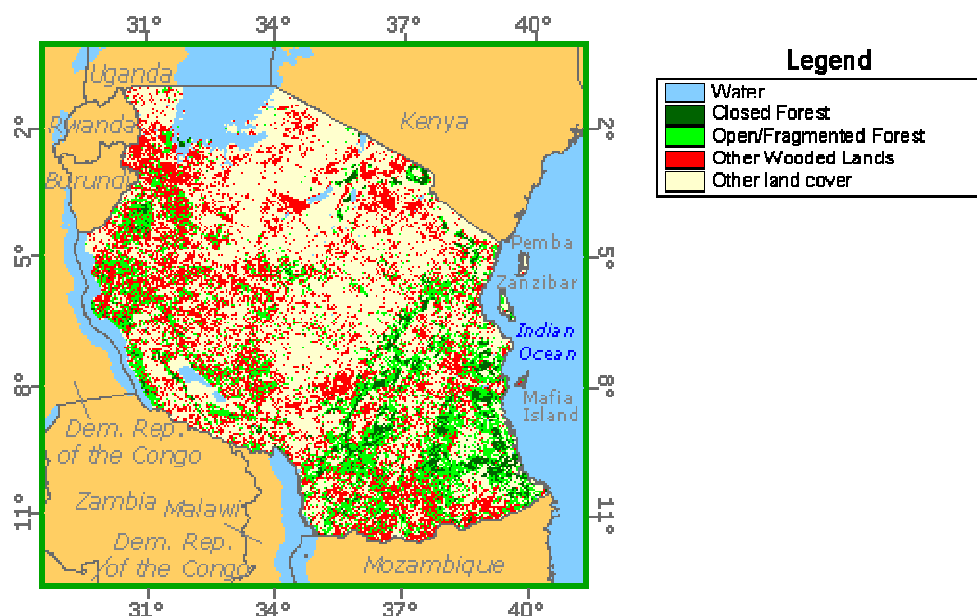 31° 34° 37° 40°
Legend
Water
Closed Forest
Open/Fragmented Forest
Other Wooded Lands
Other land cover
Uganda
Rwanda
Burundi
Kenya
2° 2°
5° 5°
8° 8°
11° 11°
Pemba
Zanzibar
Indian
Ocean
Mafia
Island
Dem. Rep.
of the Congo
Zambia Malawi
Dem. Rep.
of the Congo
Mozambique
31° 34° 37° 40°